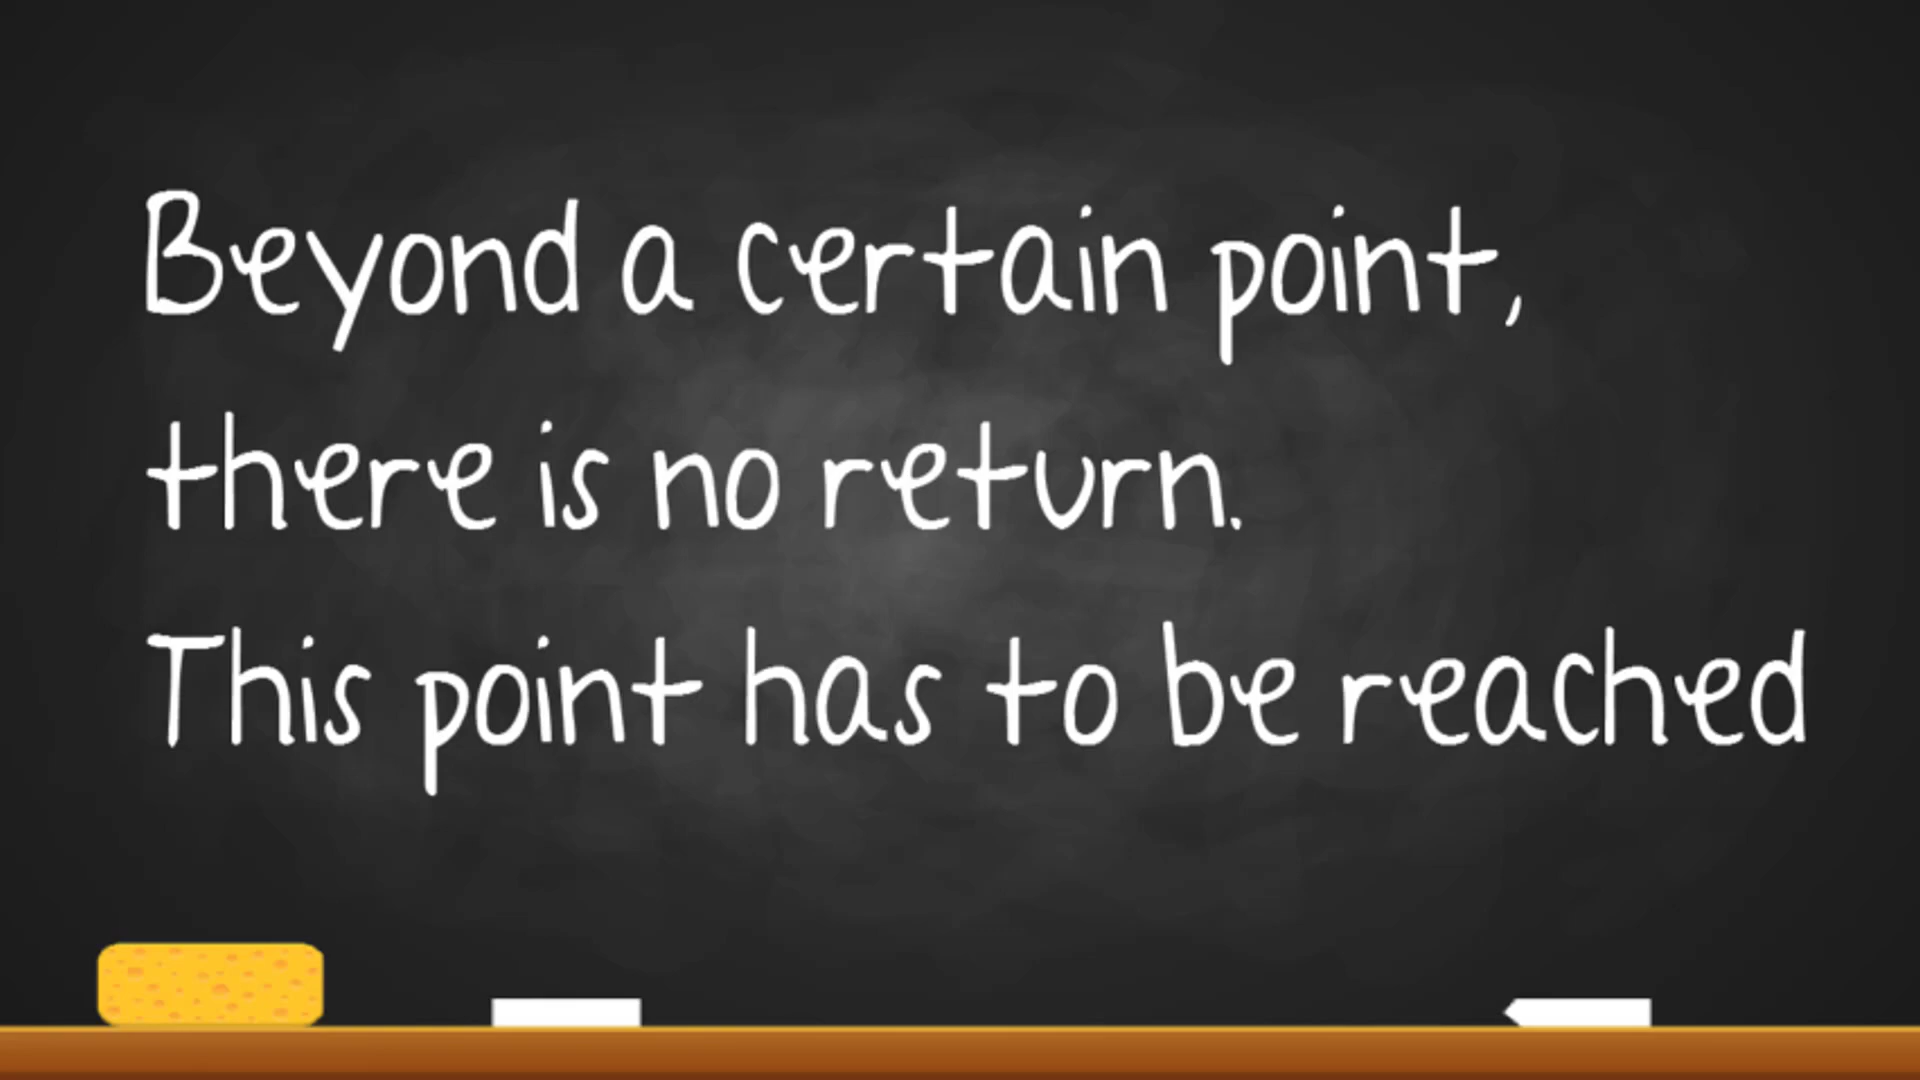 Beyond a certain point,
there is no return.
This point has to be reached